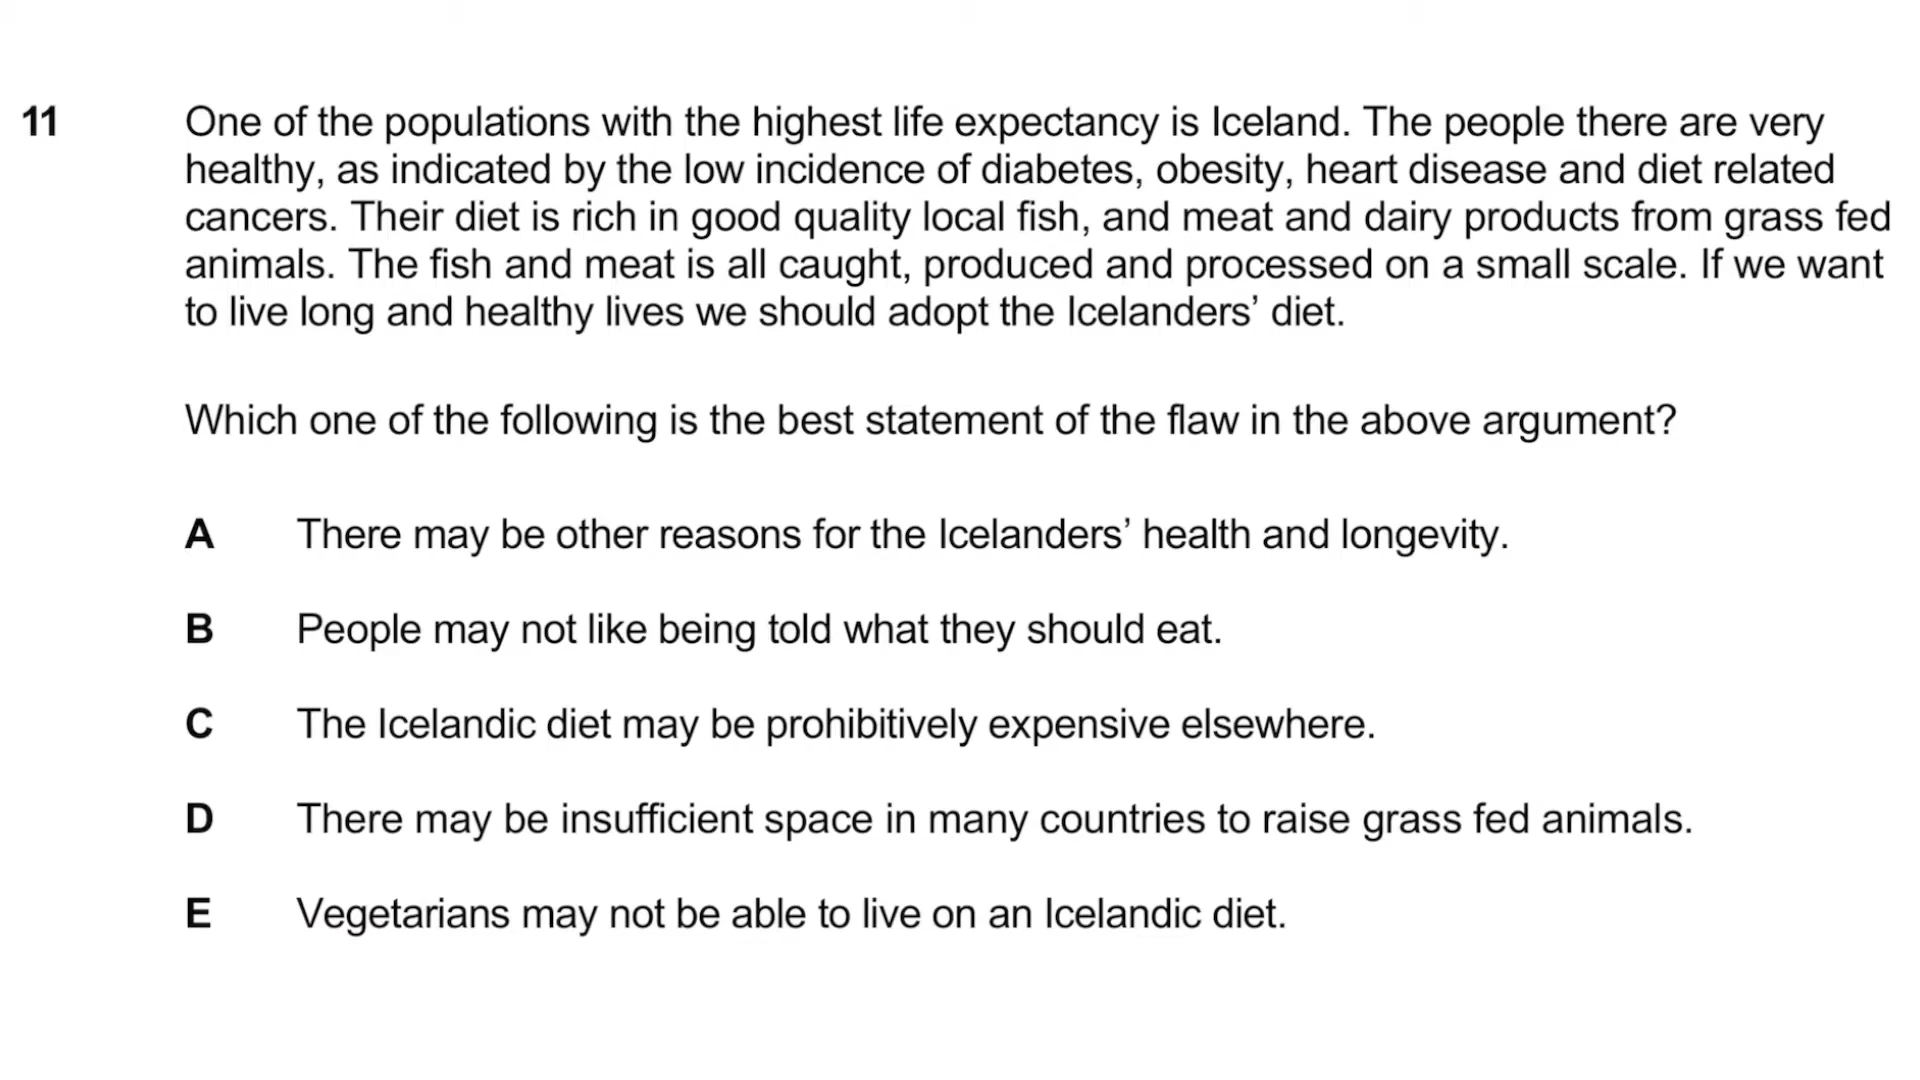 11 One of the populations with the highest life expectancy is Iceland. The people there are very
healthy, as indicated by the low incidence of diabetes, obesity, heart disease and diet related
cancers. Their diet is rich in good quality local fish, and meat and dairy products from grass fed
animals. The fish and meat is all caught, produced and processed on a small scale. If we want
to live long and healthy lives we should adopt the Icelanders’ diet.
Which one of the following is the best statement of the flaw in the above argument?
A There may be other reasons for the Icelanders’ health and longevity.
B People may not like being told what they should eat.
C The Icelandic diet may be prohibitively expensive elsewhere.
D There may be insufficient space in many countries to raise grass fed animals.
E Vegetarians may not be able to live on an Icelandic diet.